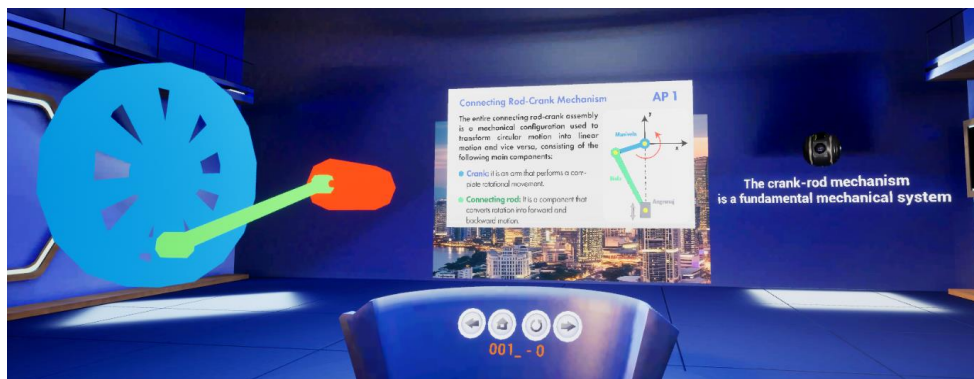 Connecting Rod-Crank Mechanism
AP 1
The entire connecting rod-crank assembly
is a mechanical configuration used to
transform circular motion into linear
motion and vice versa, consisting of the
following main components:
Crank: it is an arm that performs a com-
plete rotational movement.
Connecting rod: it is a component that
converts rotation into forward and
backward motion.
y
x
The crank-rod mechanism
is a fundamental mechanical system
001_ - 0